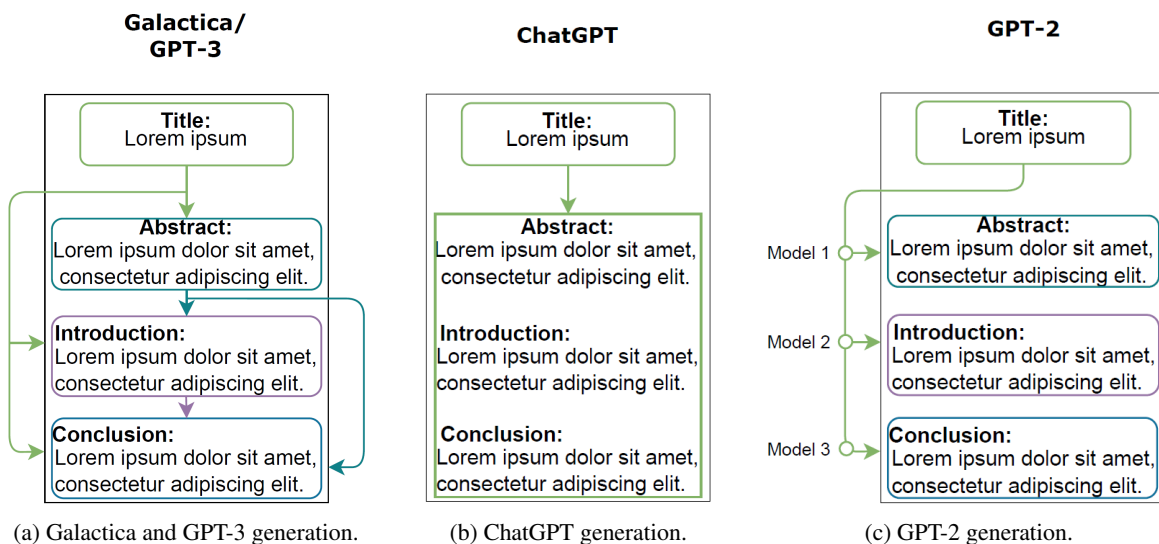 Galactica/
GPT-3
Title:
Lorem ipsum
Abstract:
Lorem ipsum dolor sit amet,
consectetur adipiscing elit.
Introduction:
Lorem ipsum dolor sit amet,
consectetur adipiscing elit.
Conclusion:
Lorem ipsum dolor sit amet,
consectetur adipiscing elit.
(a) Galactica and GPT-3 generation.
ChatGPT
Title:
Lorem ipsum
Abstract:
Lorem ipsum dolor sit amet,
consectetur adipiscing elit.
Introduction:
Lorem ipsum dolor sit amet,
consectetur adipiscing elit.
Conclusion:
Lorem ipsum dolor sit amet,
consectetur adipiscing elit.
(b) ChatGPT generation.
GPT-2
Title:
Lorem ipsum
Model 1
Abstract:
Lorem ipsum dolor sit amet,
consectetur adipiscing elit.
Model 2
Introduction:
Lorem ipsum dolor sit amet,
consectetur adipiscing elit.
Model 3
Conclusion:
Lorem ipsum dolor sit amet,
consectetur adipiscing elit.
(c) GPT-2 generation.